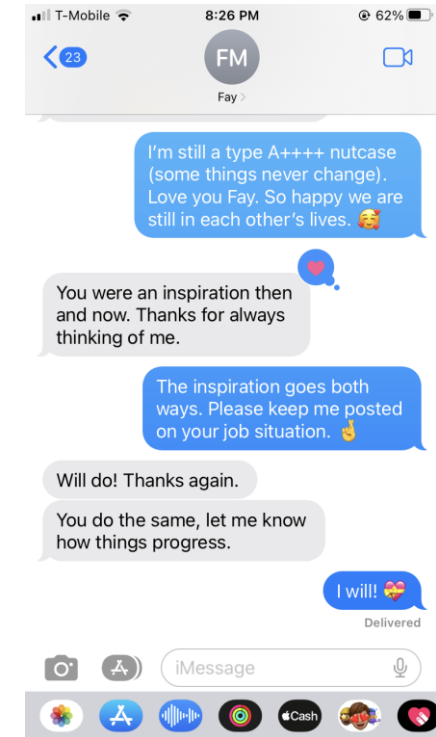 T-Mobile 8:26 PM 62%
23
FM
Fay
I'm still a type A++++ nutcase
(some things never change).
Love you Fay. So happy we are
still in each other's lives. 🥰
You were an inspiration then
and now. Thanks for always
thinking of me.
The inspiration goes both
ways. Please keep me posted
on your job situation. 🤞
Will do! Thanks again.
You do the same, let me know
how things progress.
I will! 💝
Delivered
iMessage
Cash